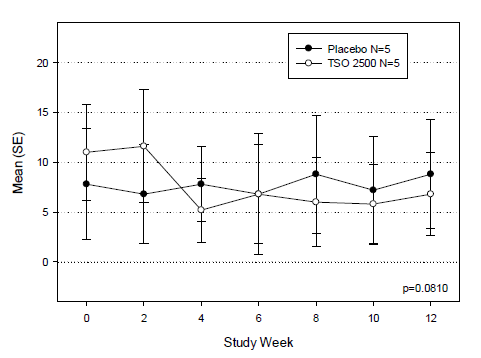 Placebo N=5
TSO 2500 N=5
20
15
10
5
0
Mean (SE)
p=0.0810
0 2 4 6 8 10 12
Study Week